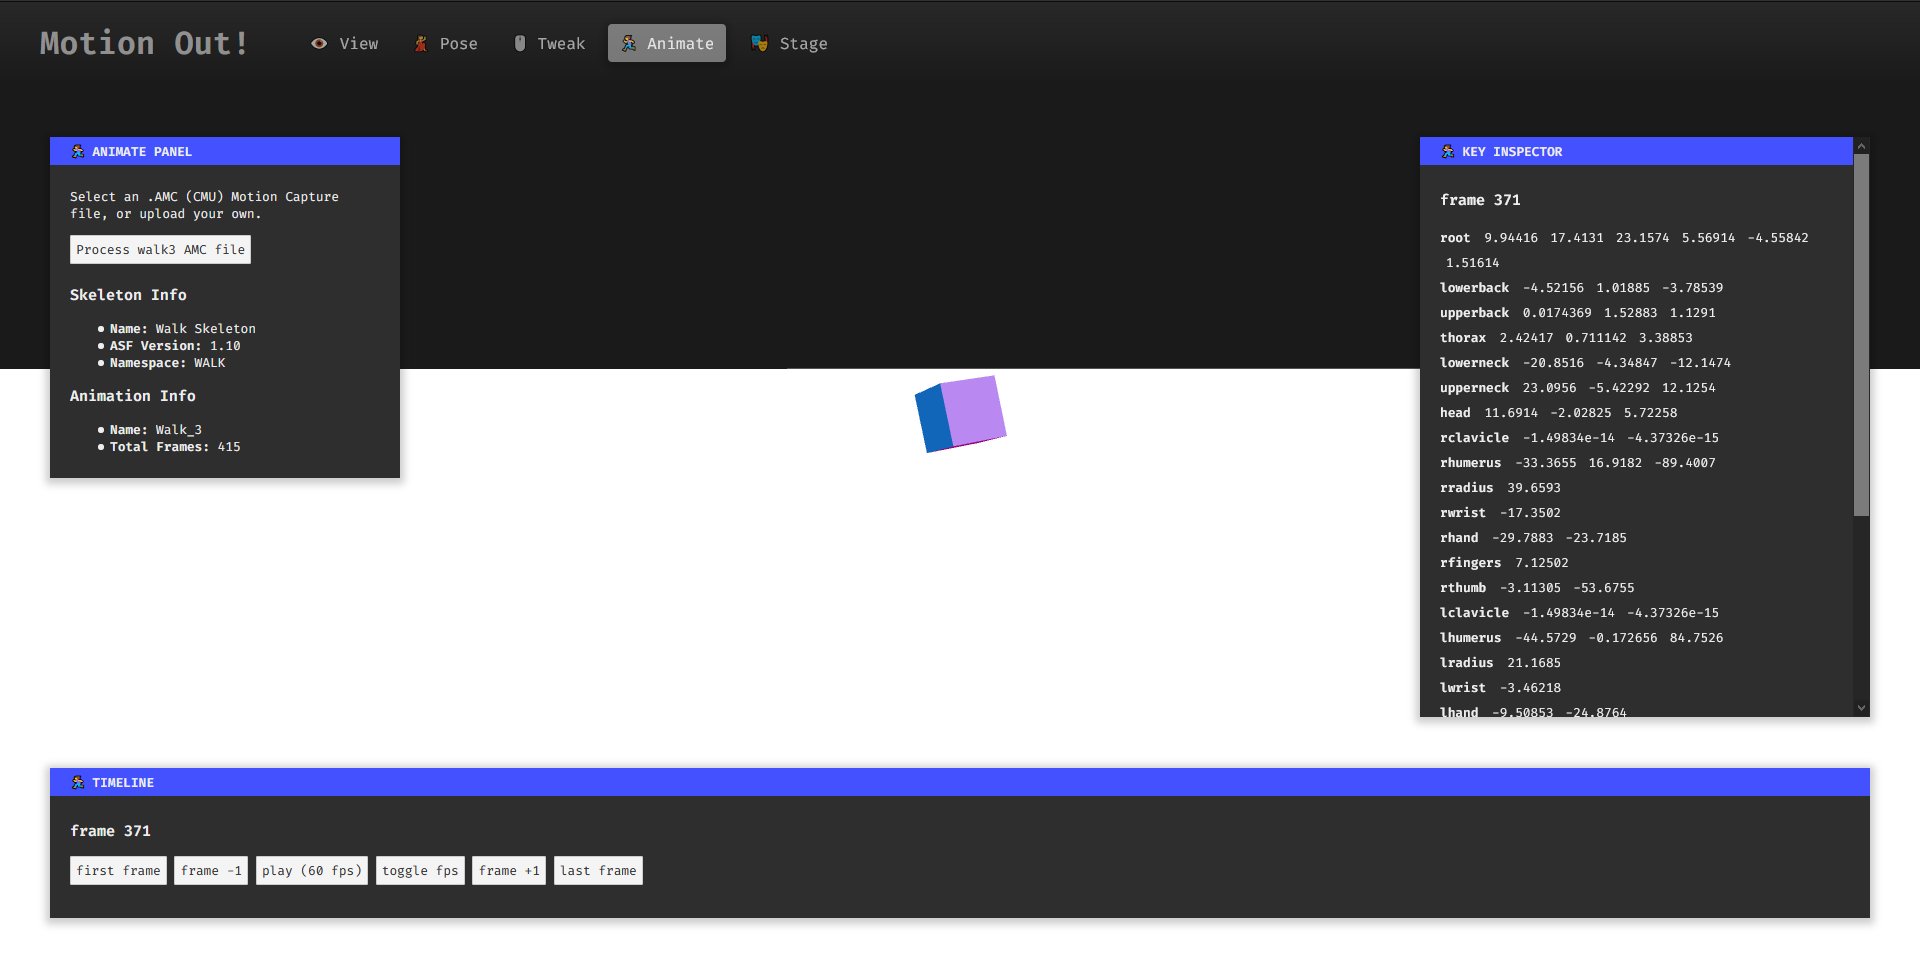 Motion Out!
View
Pose
Tweak
Animate
Stage
ANIMATE PANEL
Select an .AMC (CMU) Motion Capture
file, or upload your own.
Process walk3 AMC file
Skeleton Info
Name: Walk Skeleton
ASF Version: 1.10
Namespace: WALK
Animation Info
Name: Walk_3
Total Frames: 415
KEY INSPECTOR
frame 371
root 9.94416 17.4131 23.1574 5.56914 -4.55842
1.51614
lowerback -4.52156 1.01885 -3.78539
upperback 0.0174369 1.52883 1.1291
thorax 2.42417 0.711142 3.38853
lowerneck -20.8516 -4.34847 -12.1474
upperneck 23.0956 -5.42292 12.1254
head 11.6914 -2.02825 5.72258
rclavicle -1.49834e-14 -4.37326e-15
rhumerus -33.3655 16.9182 -89.4007
rradius 39.6593
rwrist -17.3502
rhand -29.7883 -23.7185
rfingers 7.12502
rthumb -3.11305 -53.6755
lclavicle -1.49834e-14 -4.37326e-15
lhumerus -44.5729 -0.172656 84.7526
lradius 21.1685
lwrist -3.46218
lhand -9.50853 -24.8764
TIMELINE
frame 371
first frame
frame -1
play (60 fps)
toggle fps
frame +1
last frame